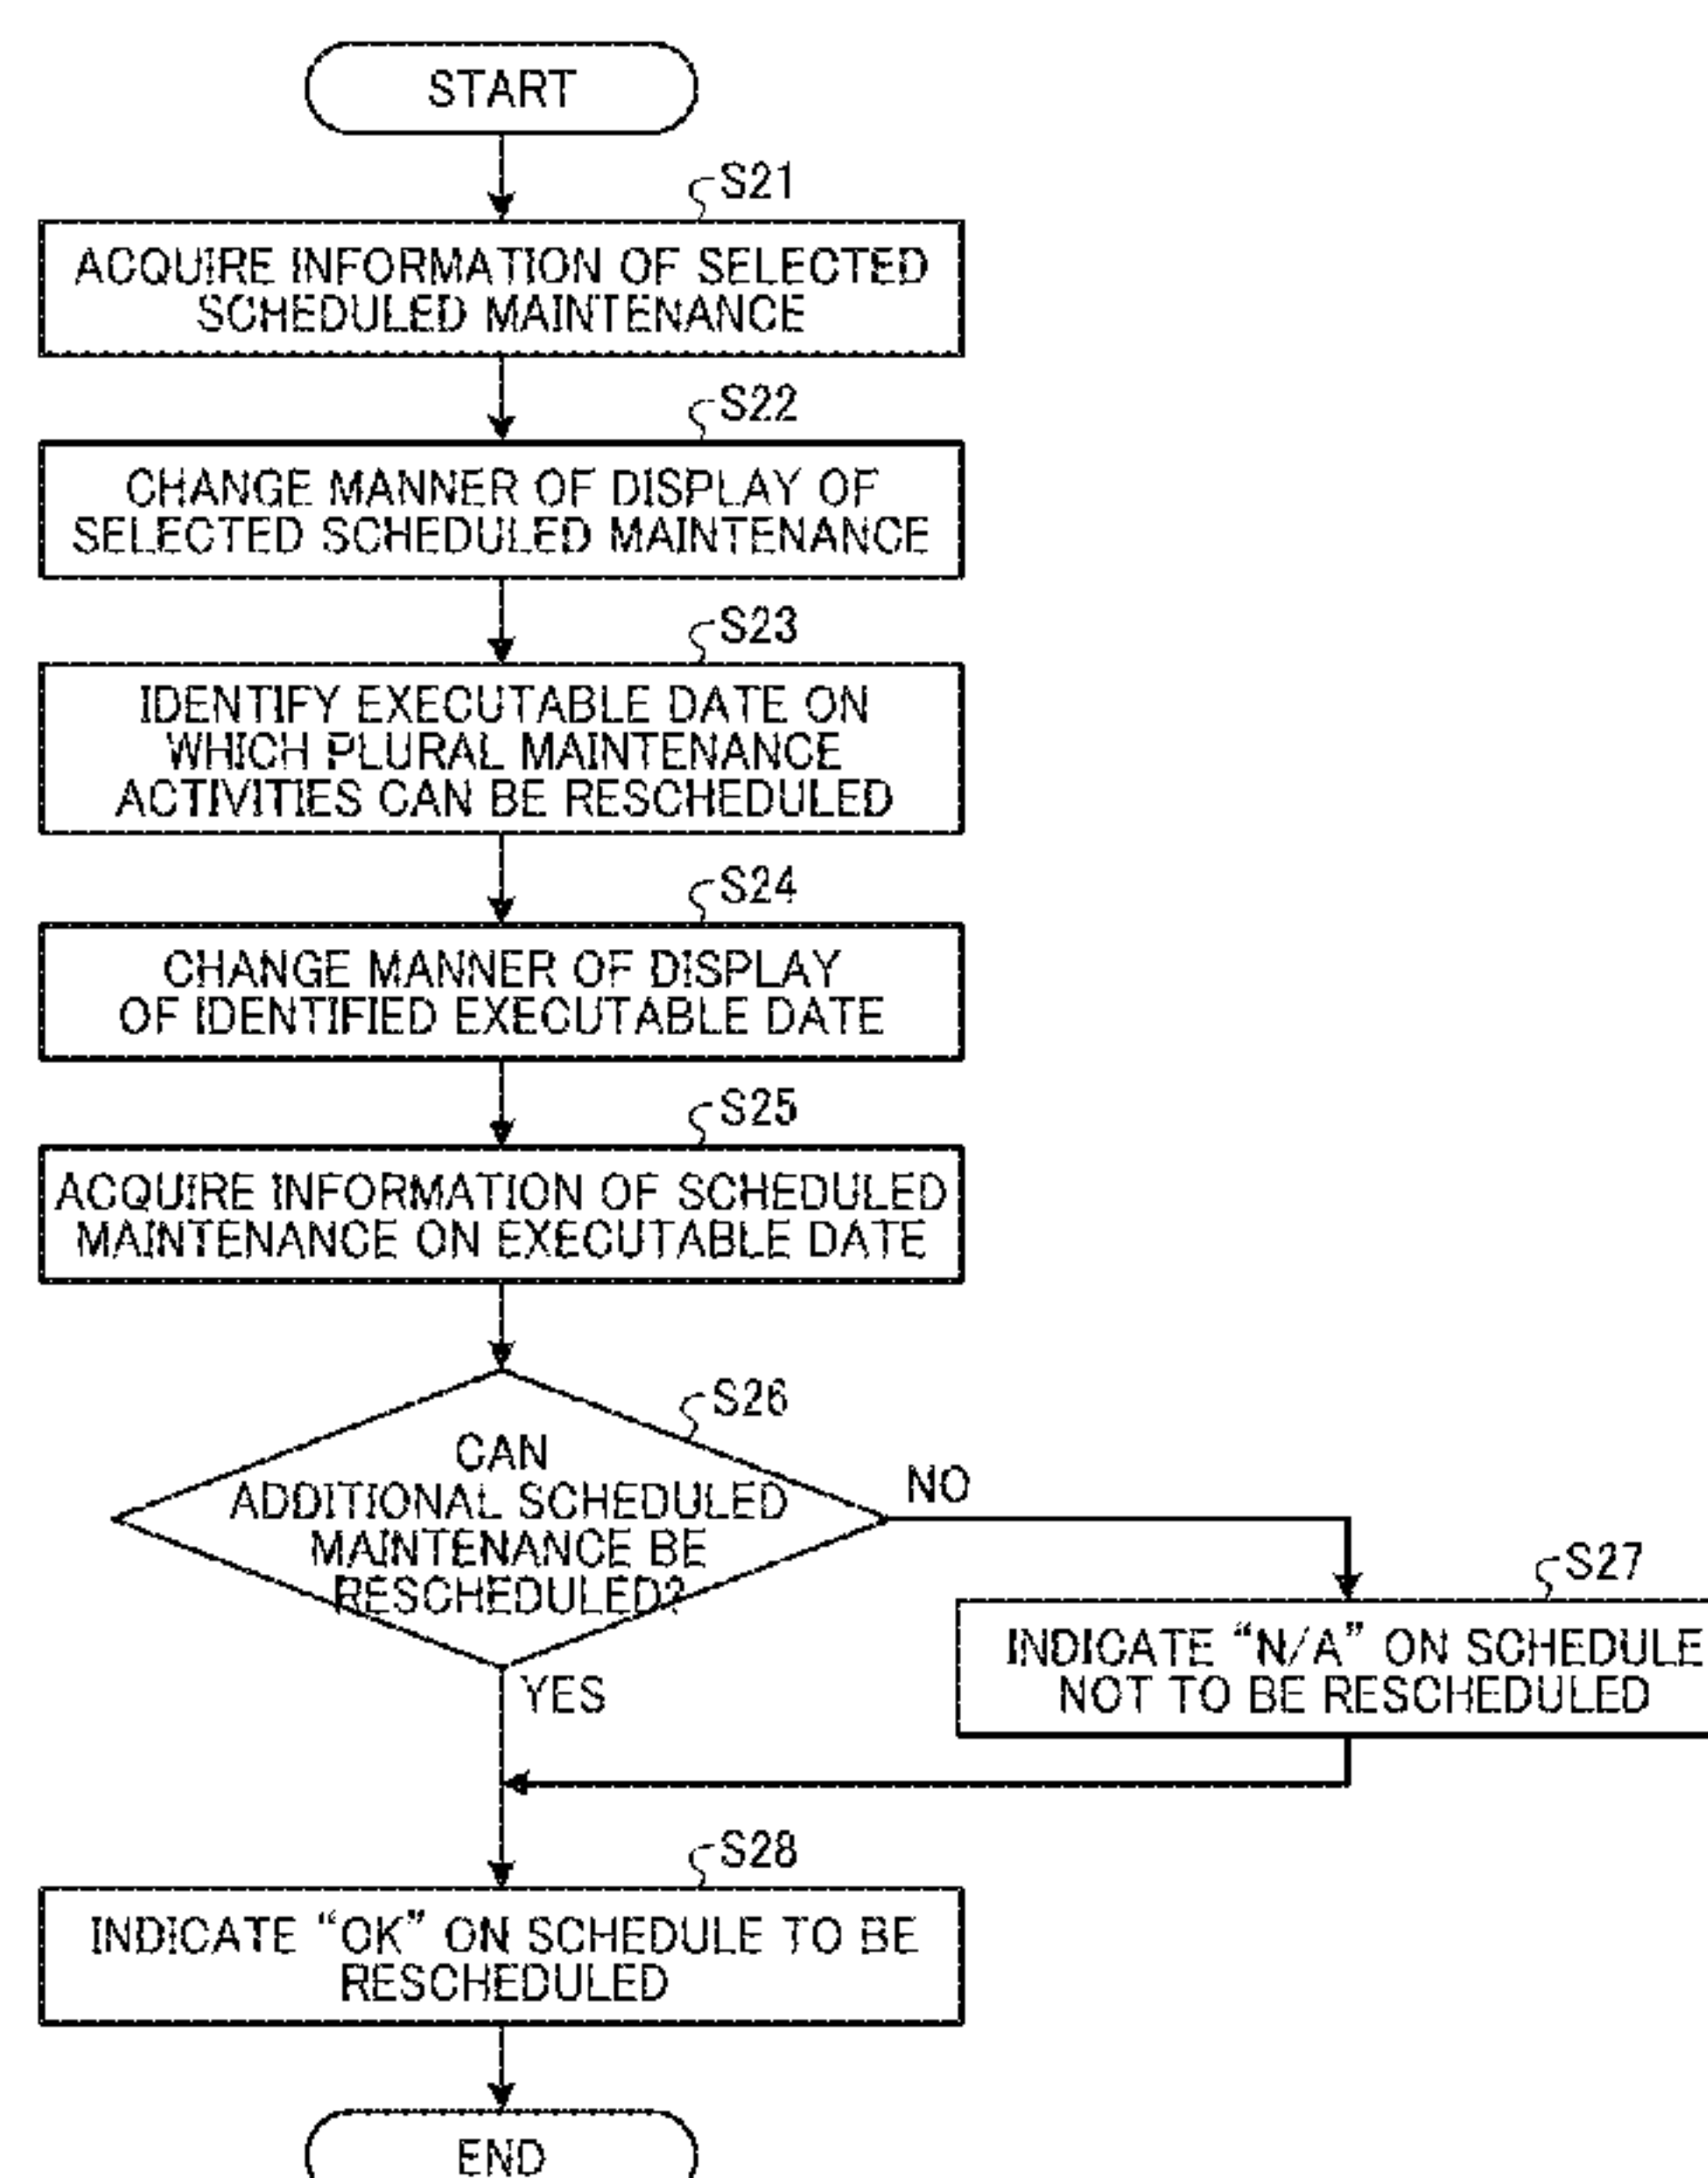 START
S21
ACQUIRE INFORMATION OF SELECTED
SCHEDULED MAINTENANCE
S22
CHANGE MANNER OF DISPLAY OF
SELECTED SCHEDULED MAINTENANCE
S23
IDENTIFY EXECUTABLE DATE ON
WHICH PLURAL MAINTENANCE
ACTIVITIES CAN BE RESCHEDULED
S24
CHANGE MANNER OF DISPLAY
OF IDENTIFIED EXECUTABLE DATE
S25
ACQUIRE INFORMATION OF SCHEDULED
MAINTENANCE ON EXECUTABLE DATE
S26
CAN
ADDITIONAL SCHEDULED
MAINTENANCE BE
RESCHEDULED?
NO
YES
S27
INDICATE “N/A” ON SCHEDULE
NOT TO BE RESCHEDULED
S28
INDICATE “OK” ON SCHEDULE TO BE
RESCHEDULED
END